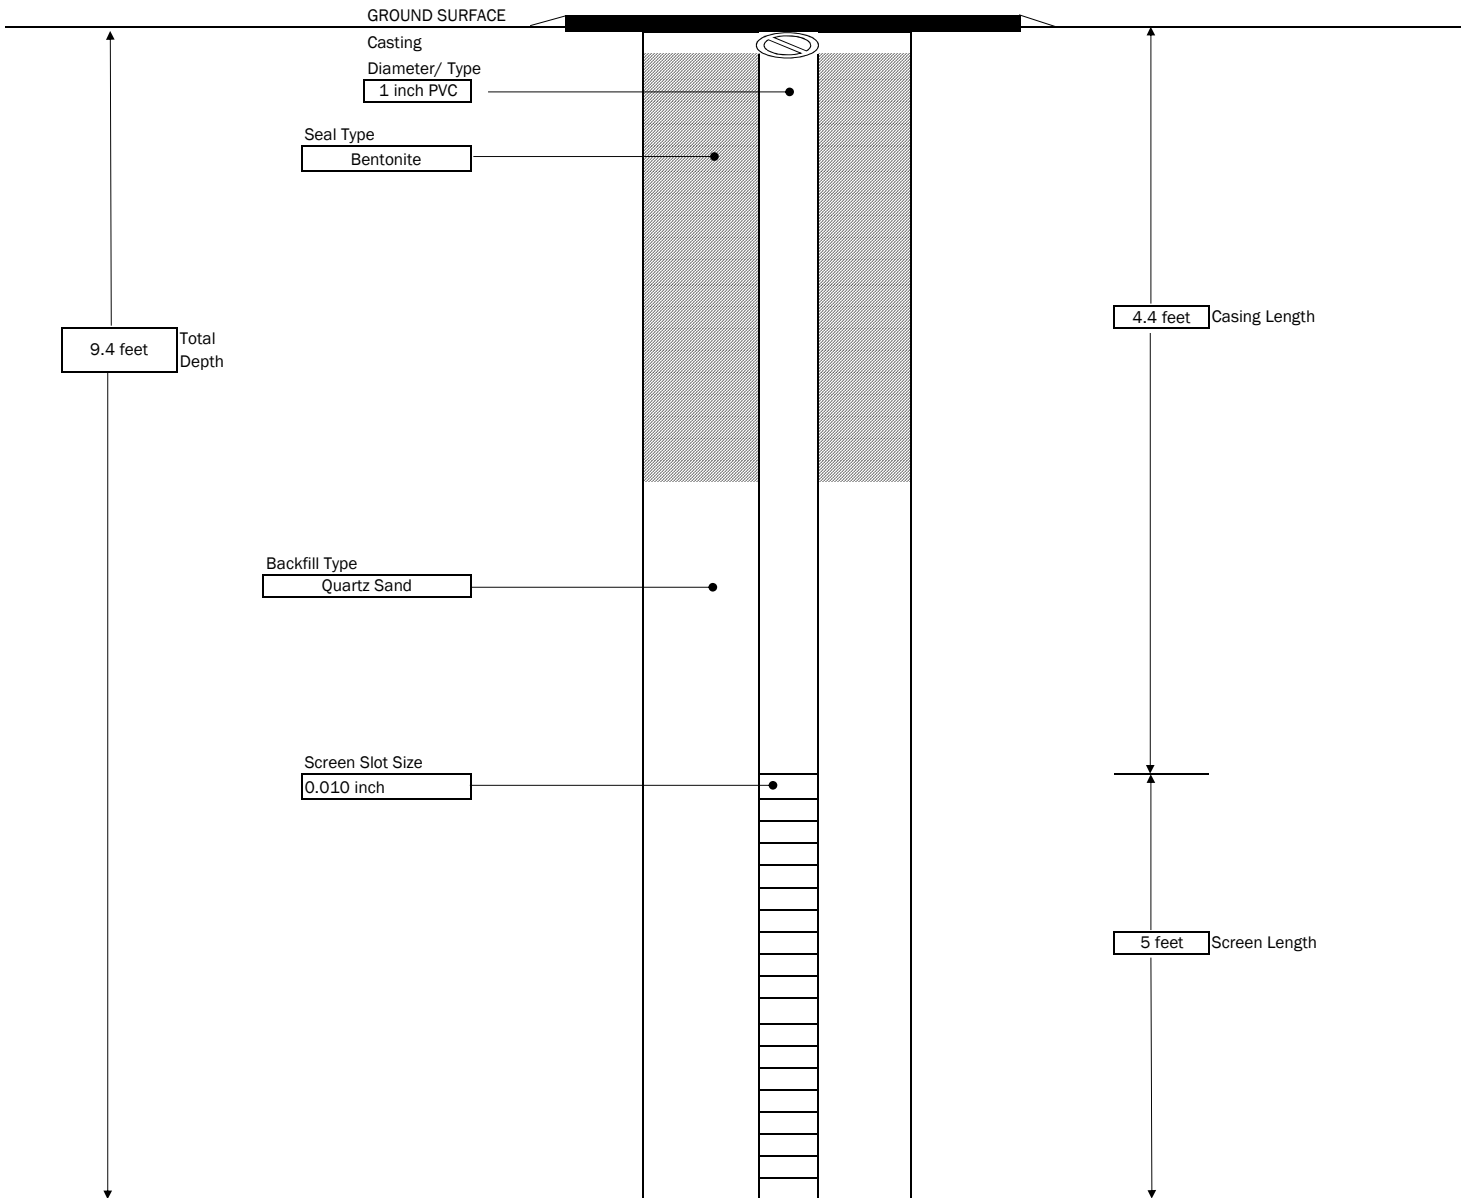 GROUND SURFACE
Casting
Diameter/ Type
1 inch PVC
Seal Type
Bentonite
4.4 feet
Casing Length
9.4 feet
Total
Depth
Backfill Type
Quartz Sand
Screen Slot Size
0.010 inch
5 feet
Screen Length